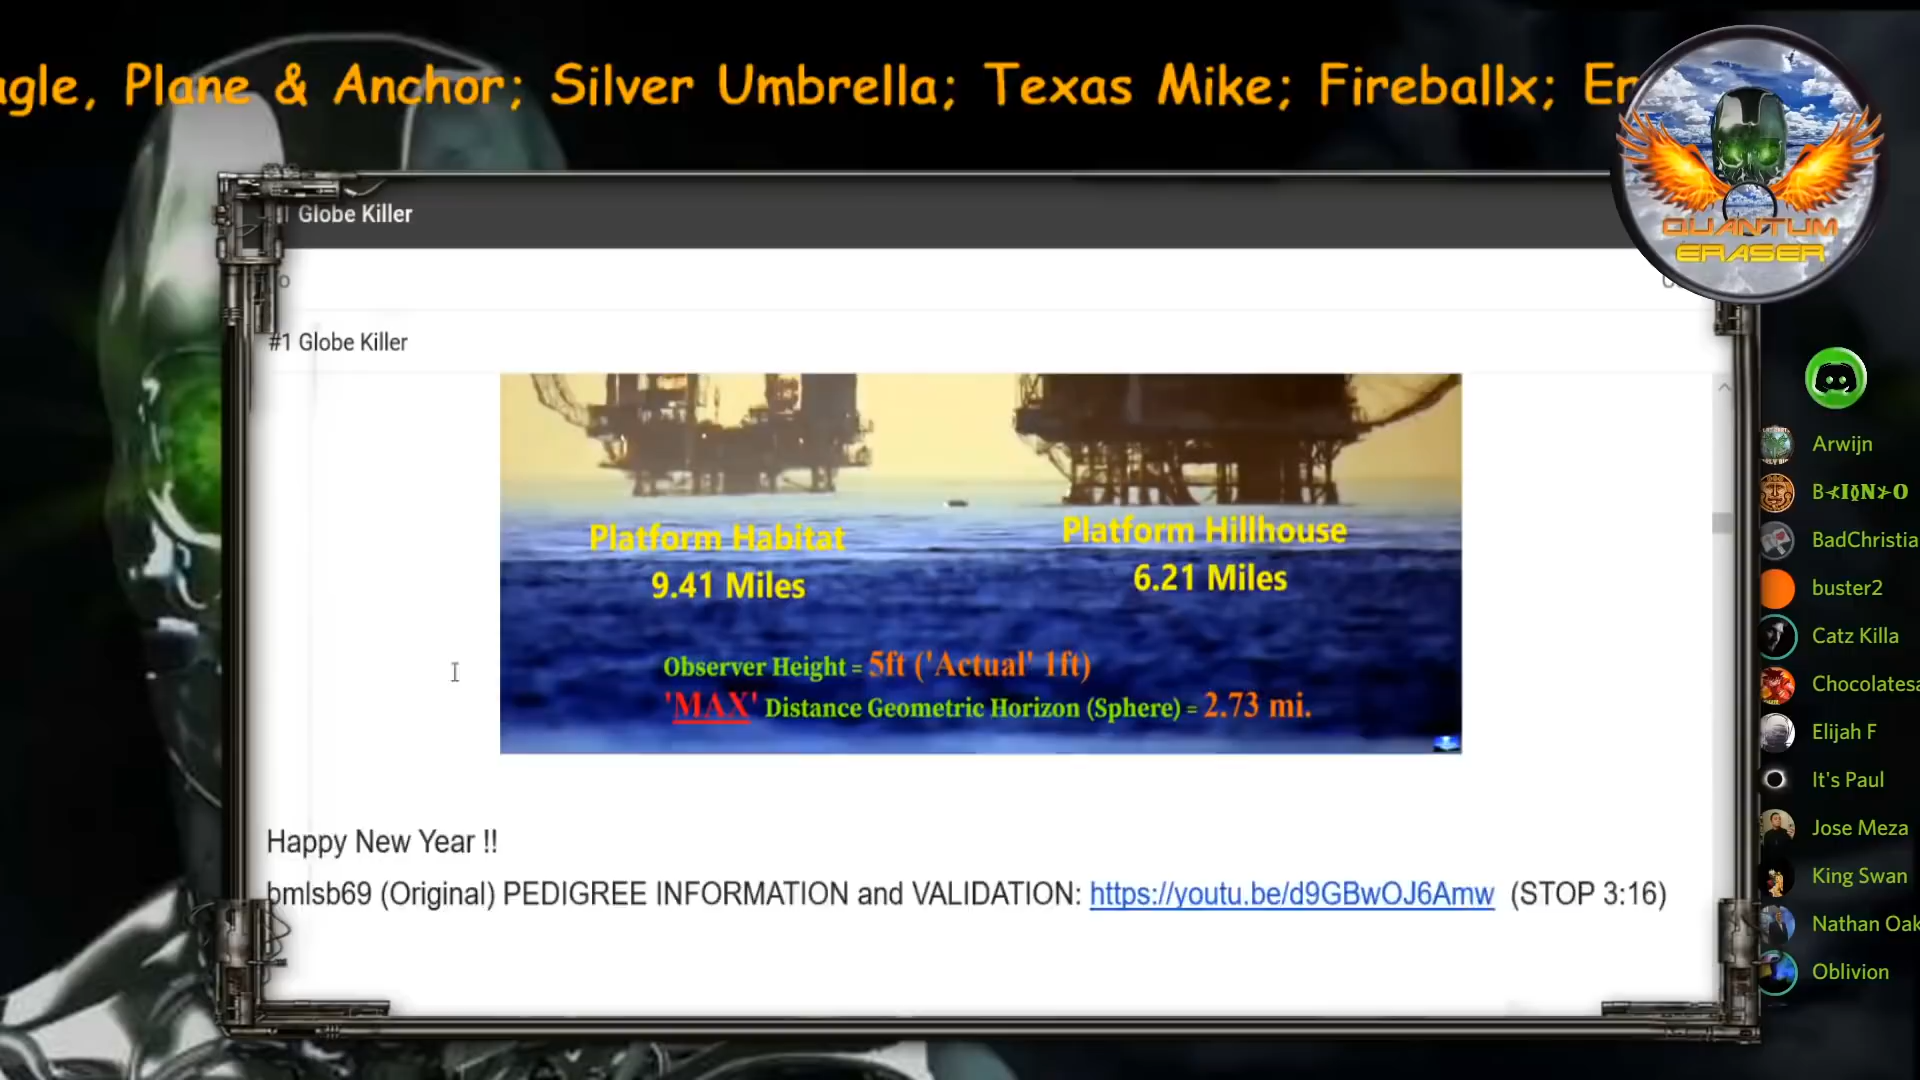 Plane & Anchor; Silver Umbrella; Texas Mike; Fireballx;
QUANTUM
ERASER
Globe Killer
#1 Globe Killer
Platform Habitat
9.41 Miles
Platform Hillhouse
6.21 Miles
Observer Height = 5ft ('Actual' 1ft)
'MAX' Distance Geometric Horizon (Sphere) = 2.73 mi.
Happy New Year !!
bmlsb69 (Original) PEDIGREE INFORMATION and VALIDATION: https://youtu.be/d9GBwOJ6Amw (STOP 3:16)
Arwijn
BadChristia
buster2
Catz Killa
Chocolatesa
Elijah F
It's Paul
Jose Meza
King Swan
Nathan Oak
Oblivion